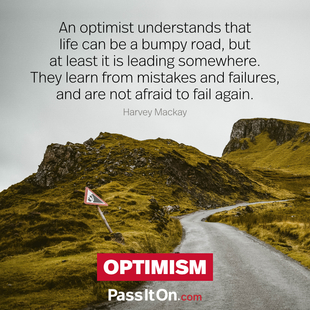 An optimist understands that
life can be a bumpy road, but
at least it is leading somewhere.
They learn from mistakes and failures,
and are not afraid to fail again.
Harvey Mackay
OPTIMISM
PassItOn.com